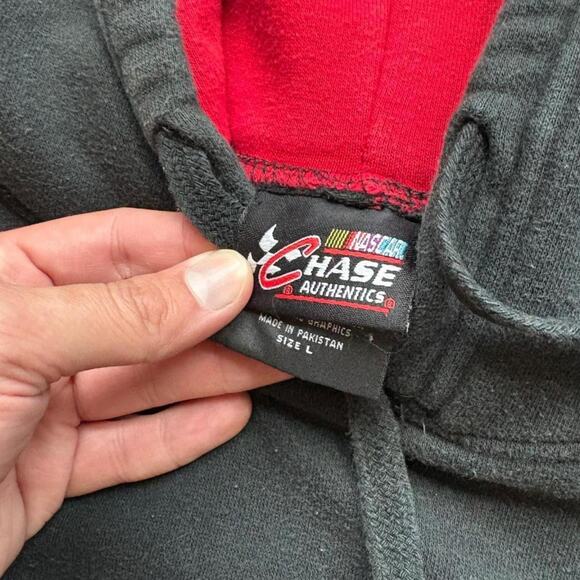 NASCAR
CHASE
AUTHENTICS
GRAPHICS
MADE IN PAKISTAN
SIZE L